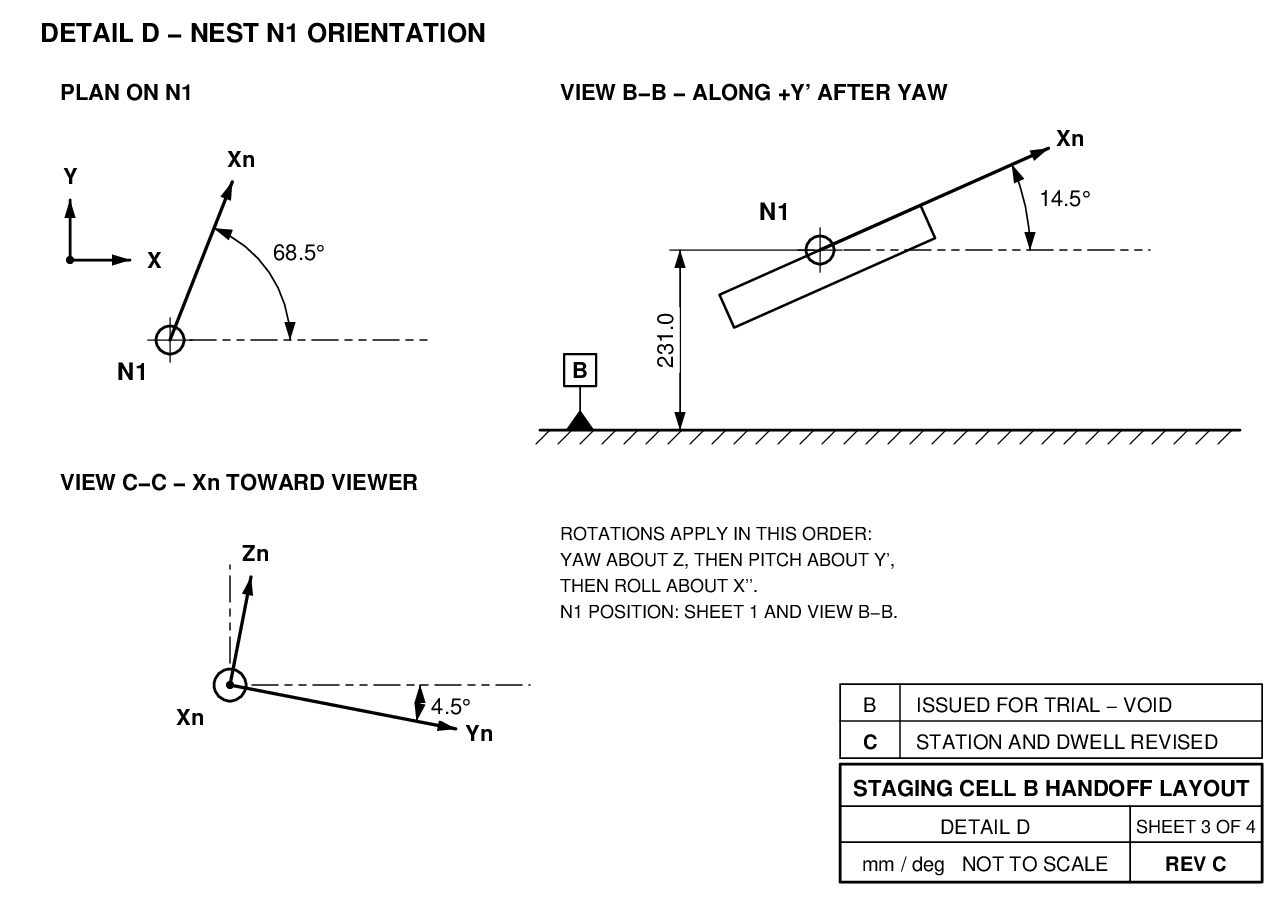 DETAIL D – NEST N1 ORIENTATION
PLAN ON N1
Y
X
Xn
68.5°
N1
VIEW B–B – ALONG +Y' AFTER YAW
Xn
N1
14.5°
231.0
B
VIEW C–C – Xn TOWARD VIEWER
Zn
4.5°
Xn
Yn
ROTATIONS APPLY IN THIS ORDER:
YAW ABOUT Z, THEN PITCH ABOUT Y',
THEN ROLL ABOUT X''.
N1 POSITION: SHEET 1 AND VIEW B–B.
B ISSUED FOR TRIAL – VOID
C STATION AND DWELL REVISED
STAGING CELL B HANDOFF LAYOUT
DETAIL D SHEET 3 OF 4
mm / deg NOT TO SCALE REV C